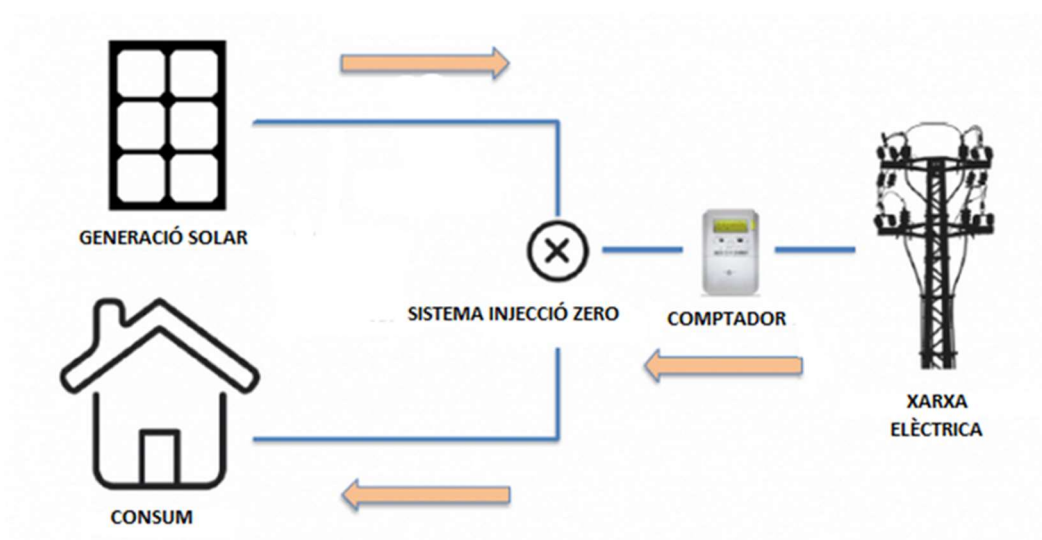 GENERACIÓ SOLAR
SISTEMA INJECCIÓ ZERO
COMPTADOR
XARXA
ELÈCTRICA
CONSUM